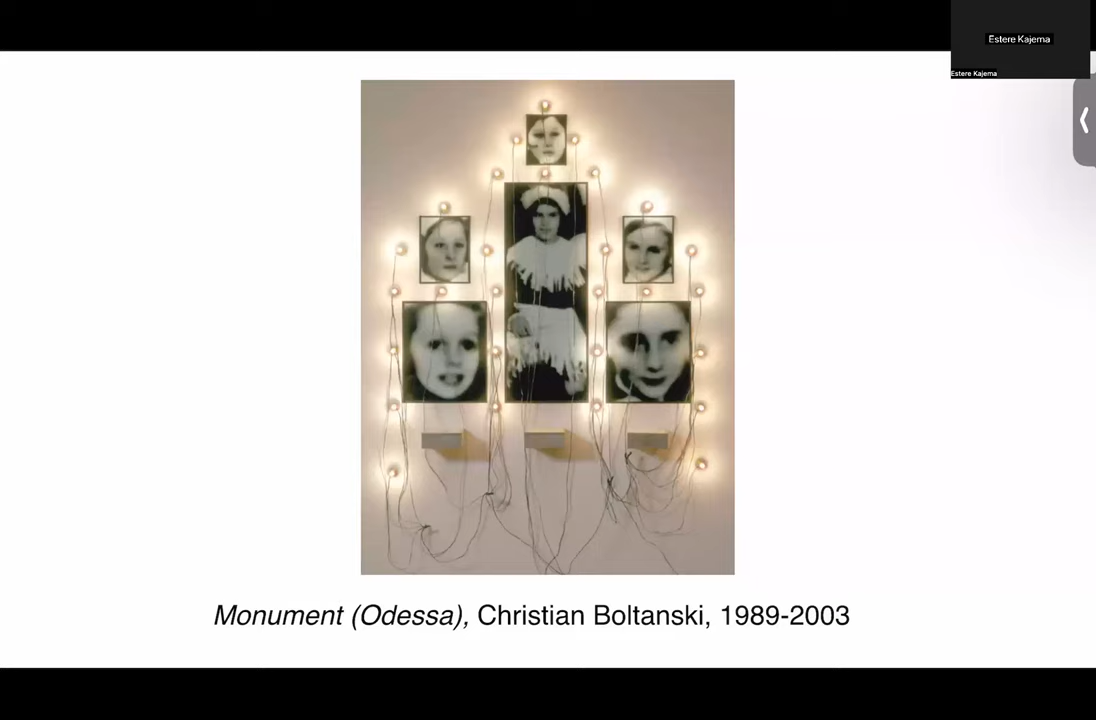 Estere Kajema
Estere Kajema
Monument (Odessa), Christian Boltanski, 1989-2003